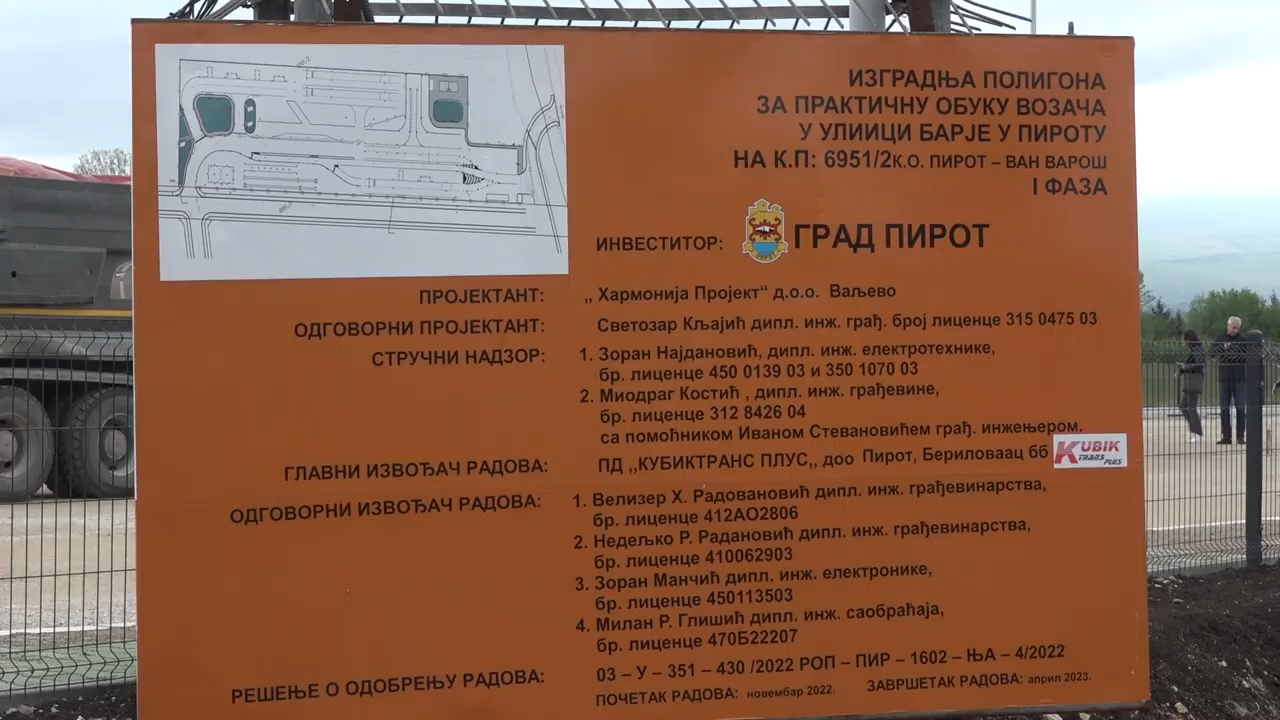 ИЗГРАДЊА ПОЛИГОНА
ЗА ПРАКТИЧНУ ОБУКУ ВОЗАЧА
У УЛИИЦИ БАРЈЕ У ПИРОТУ
НА К.П: 6951/2К.О. ПИРОТ – ВАН ВАРОШ
I ФАЗА
ИНВЕСТИТОР: ГРАД ПИРОТ
ПРОЈЕКТАНТ: „ Хармонија Пројект“ д.о.о. Ваљево
ОДГОВОРНИ ПРОЈЕКТАНТ: Светозар Кљајић дипл. инж. грађ. број лиценце 315 0475 03
СТРУЧНИ НАДЗОР: 1. Зоран Најдановић, дипл. инж. електротехнике,
бр. лиценце 450 0139 03 и 350 1070 03
2. Миодраг Костић , дипл. инж. грађевине,
бр. лиценце 312 8426 04
са помоћником Иваном Стевановићем грађ. инжењером.
ГЛАВНИ ИЗВОЂАЧ РАДОВА: ПД ,,КУБИКТРАНС ПЛУС,, доо Пирот, Бериловаац бб
KUBIK
TRANS PLUS
ОДГОВОРНИ ИЗВОЂАЧ РАДОВА: 1. Велизер Х. Радовановић дипл. инж. грађевинарства,
бр. лиценце 412АО2806
2. Недељко Р. Радановић дипл. инж. грађевинарства,
бр. лиценце 410062903
3. Зоран Манчић дипл. инж. електронике,
бр. лиценце 450113503
4. Милан Р. Глишић дипл. инж. саобраћаја,
бр. лиценце 470Б22207
РЕШЕЊЕ О ОДОБРЕЊУ РАДОВА: 03 – У – 351 – 430 /2022 РОП – ПИР – 1602 – ЊА – 4/2022
ПОЧЕТАК РАДОВА: новембар 2022. ЗАВРШЕТАК РАДОВА: април 2023.